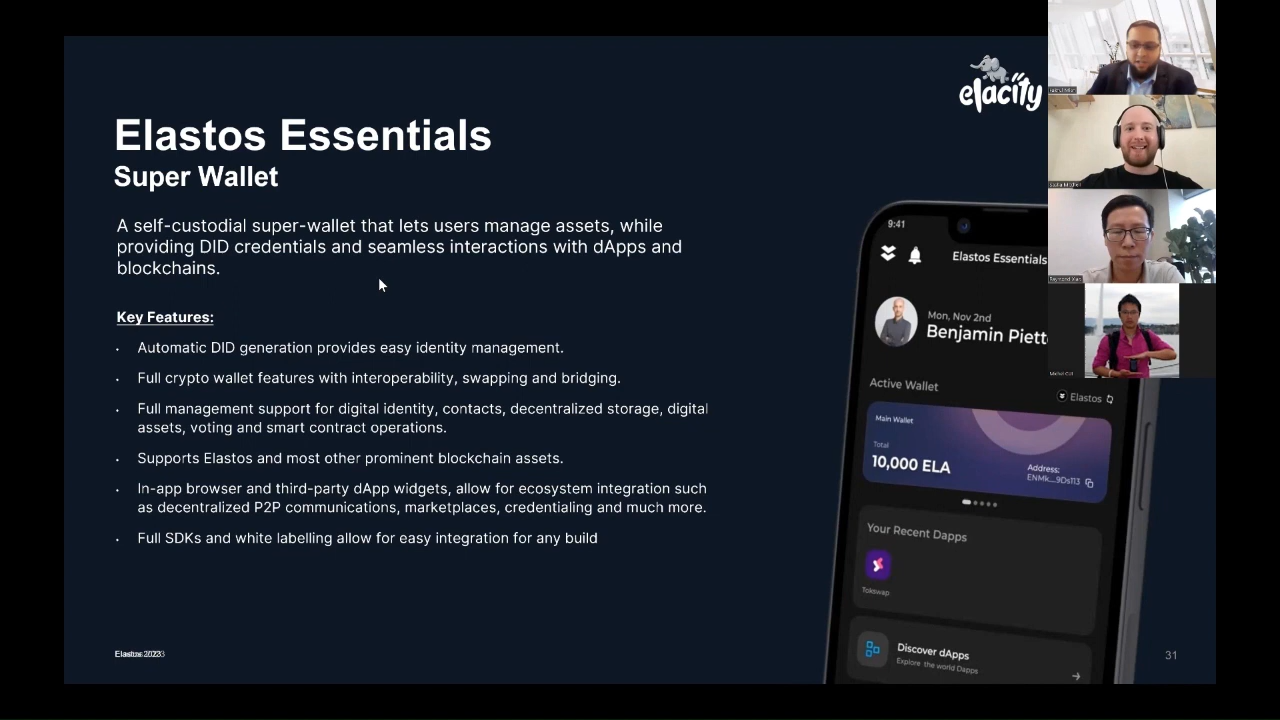 elacity
Elastos Essentials
Super Wallet
A self-custodial super-wallet that lets users manage assets, while
providing DID credentials and seamless interactions with dApps and
blockchains.
Key Features:
Automatic DID generation provides easy identity management.
Full crypto wallet features with interoperability, swapping and bridging.
Full management support for digital identity, contacts, decentralized storage, digital
assets, voting and smart contract operations.
Supports Elastos and most other prominent blockchain assets.
In-app browser and third-party dApp widgets, allow for ecosystem integration such
as decentralized P2P communications, marketplaces, credentialing and much more.
Full SDKs and white labelling allow for easy integration for any build
9:41
Elastos Essentials
Mon, Nov 2nd
Benjamin Piett
Active Wallet
Elastos
Main Wallet
Total
10,000 ELA
Address:
ENMk...9Ds113
Your Recent Dapps
Tokswap
Discover dApps
Explore the world Dapps
Elastos
31